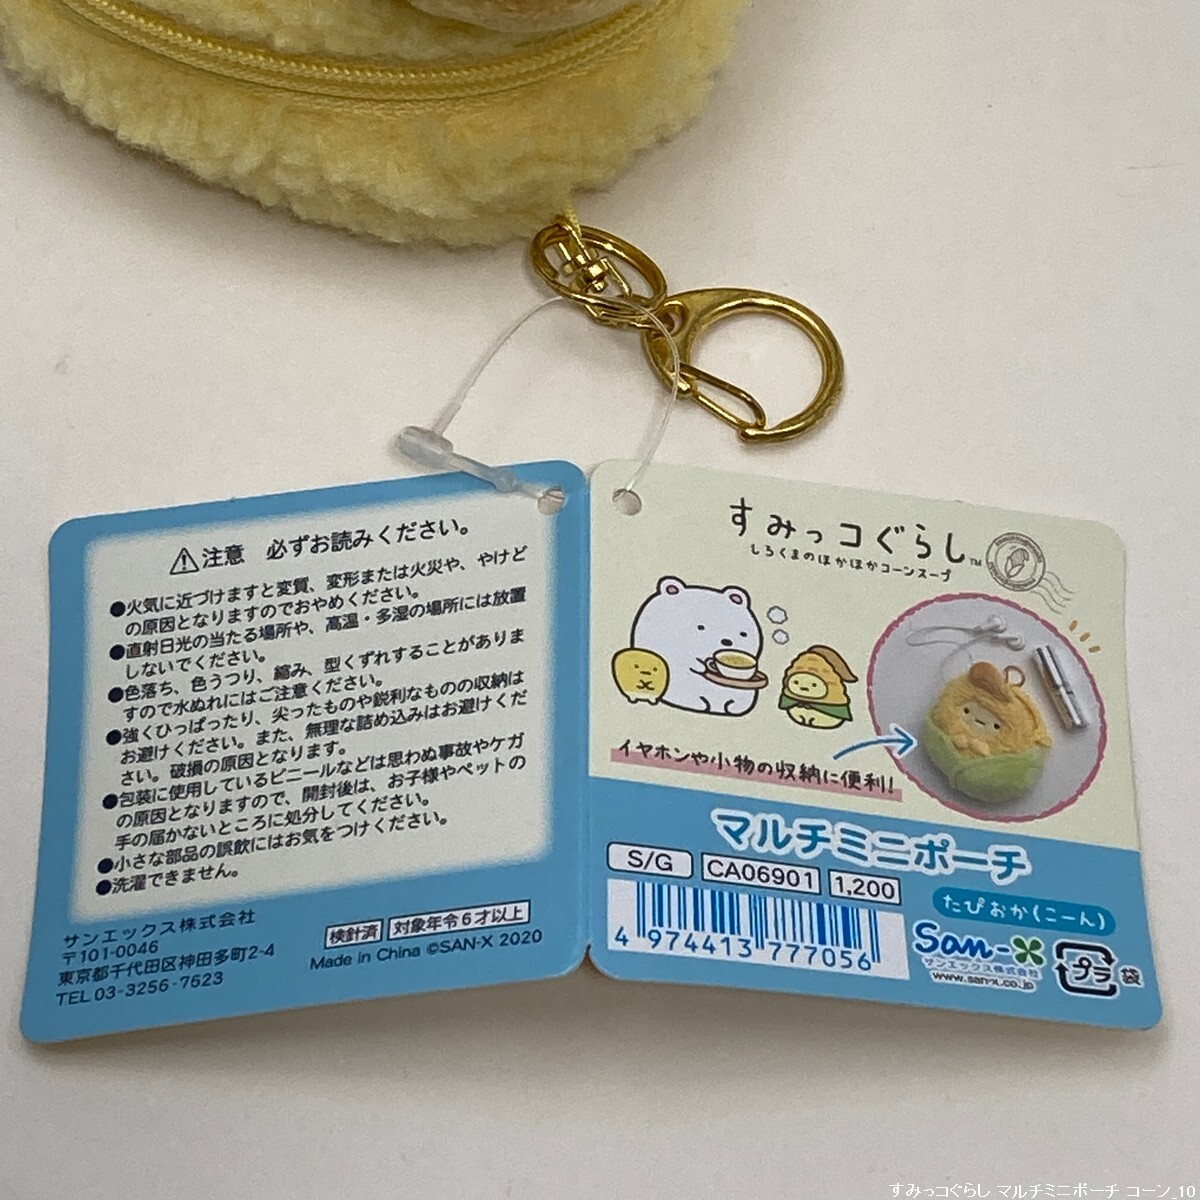 ⚠注意 必ずお読みください。
●火気に近づけますと変質、変形または火災や、やけど
の原因となりますのでおやめください。
●直射日光の当たる場所や、高温・多湿の場所には放置
しないでください。
●色落ち、色うつり、縮み、型くずれすることがありま
すので水ぬれにはご注意ください。
●強くひっぱったり、尖ったものや鋭利なものの収納は
お避けください。また、無理な詰め込みはお避けくだ
さい。破損の原因となります。
●包装に使用しているビニールなどは思わぬ事故やケガ
の原因となりますので、開封後は、お子様やペットの
手の届かないところに処分してください。
●小さな部品の誤飲にはお気をつけください。
●洗濯できません。
サンエックス株式会社
〒101-0046
東京都千代田区神田多町2-4
TEL 03-3256-7623
検針済 対象年令6才以上
Made in China ©SAN-X 2020
すみっコぐらし™
しろくまのほかほかコーンスープ
イヤホンや小物の収納に便利!
マルチミニポーチ
S/G CA06901 1,200
たぴおか(こーん)
4 974413 777056
San-X
サンエックス株式会社
www.san-x.co.jp
プラ 袋
すみっコぐらし マルチミニポーチ コーン_10